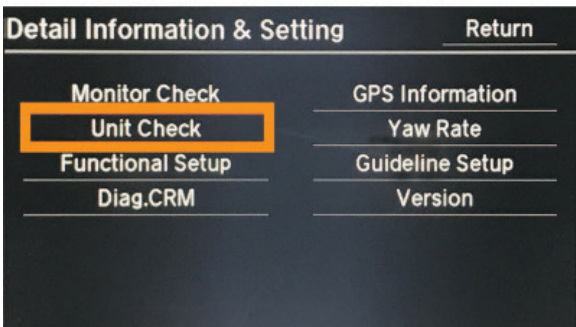 Detail Information & Setting Return
Monitor Check GPS Information
Unit Check Yaw Rate
Functional Setup Guideline Setup
Diag.CRM Version